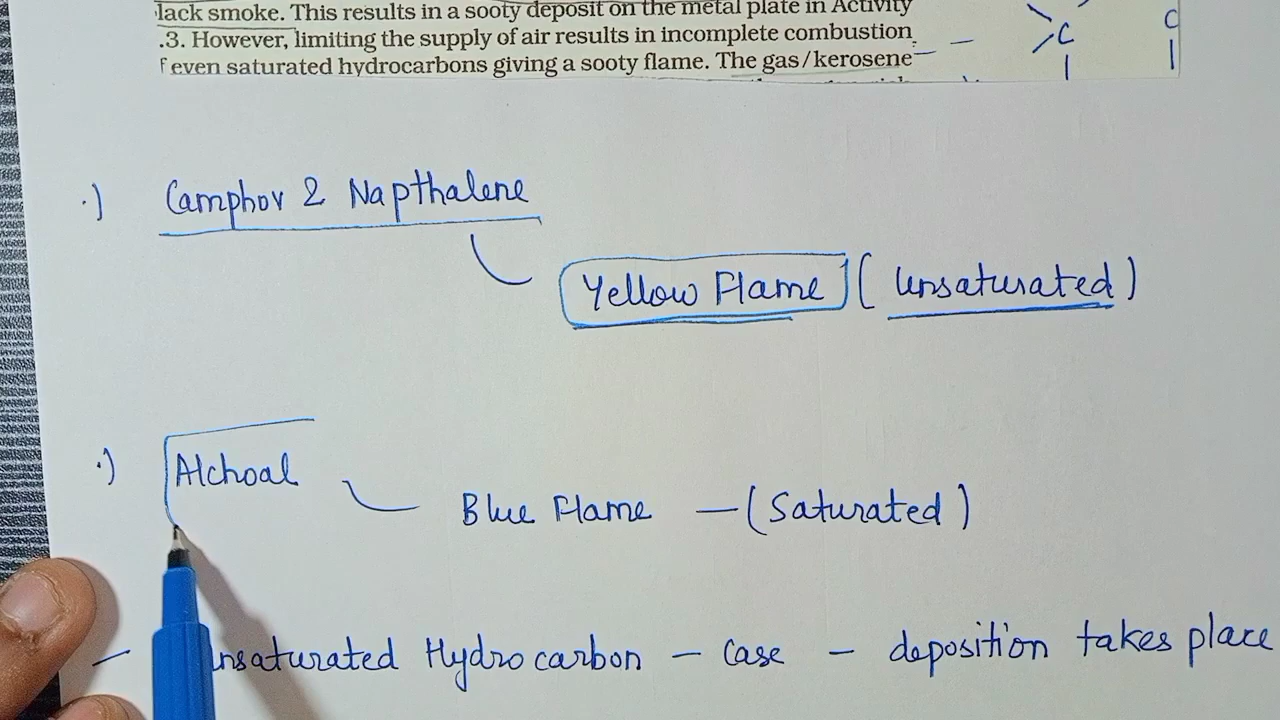 lack smoke. This results in a sooty deposit on the metal plate in Activity
.3. However, limiting the supply of air results in incomplete combustion
f even saturated hydrocarbons giving a sooty flame. The gas/kerosene
C
C
·) Camphor & Napthalene
Yellow Flame ( Unsaturated )
·) Alchoal
Blue Flame — (Saturated)
— unsaturated Hydrocarbon — case — deposition takes place